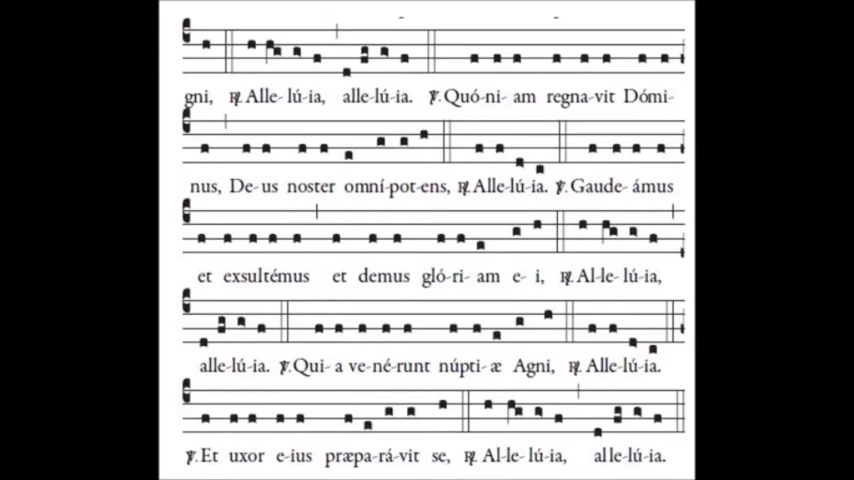 gni, ℟. Alle-lú-ia, alle-lú-ia. ℣. Quó-ni-am regna-vit Dómi-
nus, De-us noster omní-pot-ens, ℟. Alle-lú-ia. ℣. Gaude-ámus
et exsultémus et demus gló-ri-am e-i, ℟. Al-le-lú-ia,
alle-lú-ia. ℣. Qui-a ve-né-runt núpti-æ Agni, ℟. Alle-lú-ia.
℣. Et uxor e-ius præpa-rá-vit se, ℟. Al-le-lú-ia, alle-lú-ia.